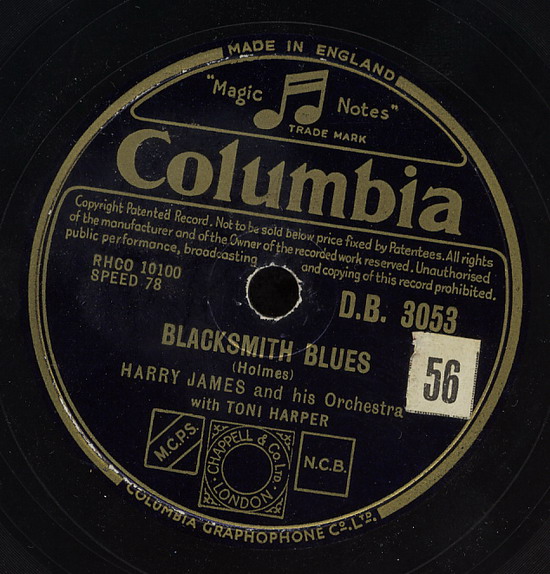 MADE IN ENGLAND
"Magic Notes"
TRADE MARK
Columbia
Copyright Patented Record. Not to be sold below price fixed by Patentees. All rights
of the manufacturer and of the Owner of the recorded work reserved. Unauthorised
public performance, broadcasting and copying of this record prohibited.
RHCO 10100
SPEED 78
D.B. 3053
BLACKSMITH BLUES
(Holmes)
56
HARRY JAMES and his Orchestra
with TONI HARPER
M.C.P.S.
CHAPPELL & CO. LTD.
LONDON
N.C.B.
COLUMBIA GRAPHOPHONE CO. LTD.